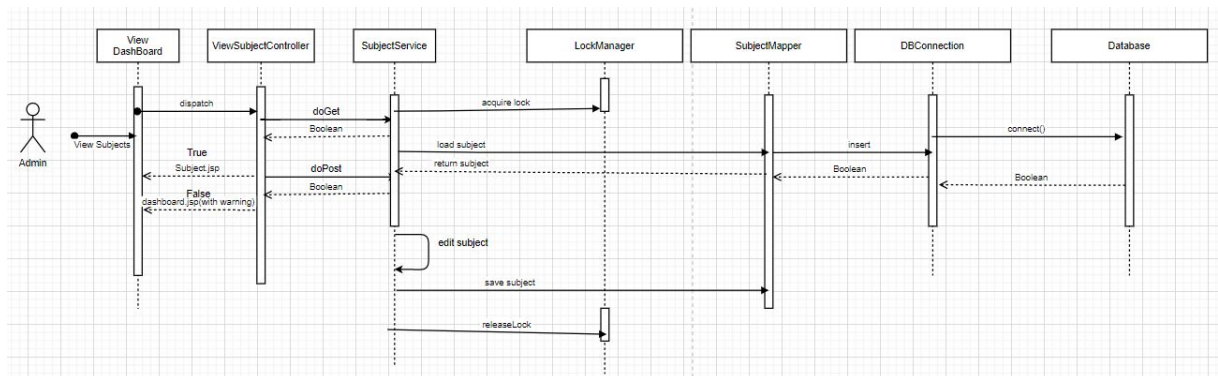 View
DashBoard
ViewSubjectController
SubjectService
LockManager
SubjectMapper
DBConnection
Database
dispatch
doGet
acquire lock
Boolean
connect()
Admin
View Subjects
True
load subject
insert
Subject.jsp
doPost
return subject
Boolean
Boolean
Boolean
False
dashboard.jsp(with warning)
edit subject
save subject
releaseLock